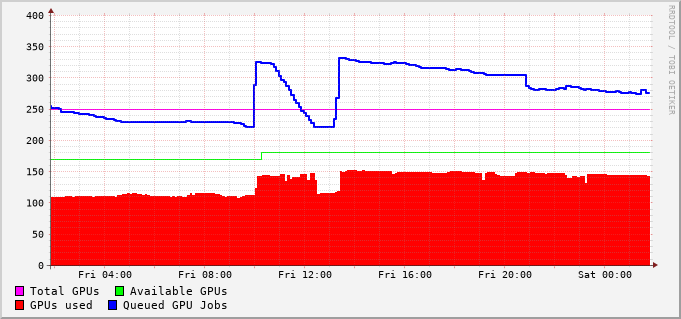 400
350
300
250
200
150
100
50
0
Fri 04:00 Fri 08:00 Fri 12:00 Fri 16:00 Fri 20:00 Sat 00:00
Total GPUs Available GPUs
GPUs used Queued GPU Jobs
RRDTOOL / TOBI OETIKER